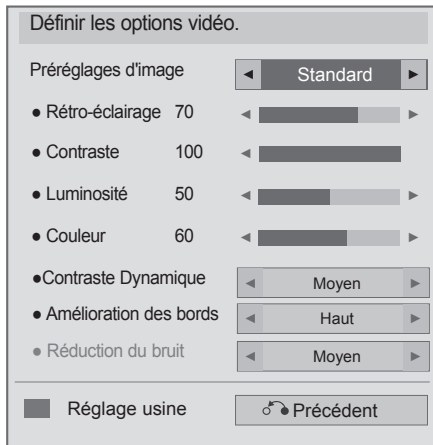 Définir les options vidéo.
Préréglages d'image ◄ Standard ►
● Rétro-éclairage 70 ◄ ►
● Contraste 100 ◄
● Luminosité 50 ◄ ►
● Couleur 60 ◄ ►
●Contraste Dynamique ◄ Moyen ►
● Amélioration des bords ◄ Haut ►
● Réduction du bruit ◄ Moyen ►
Réglage usine Précédent